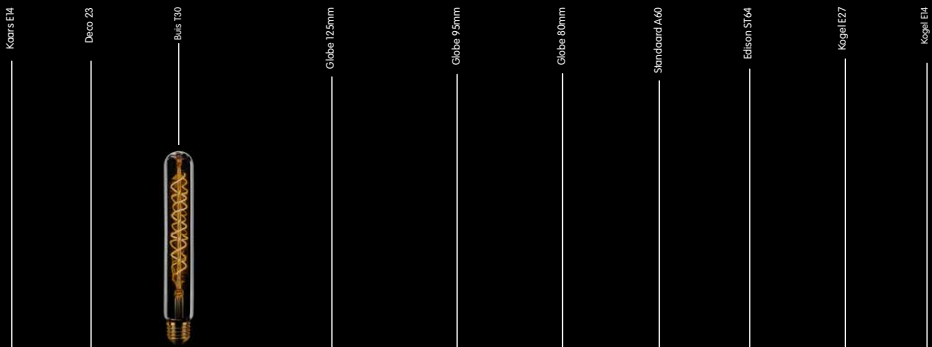 Kaars E14
Deco 23
Buis T30
Globe 125mm
Globe 95mm
Globe 80mm
Standaard A60
Edison ST64
Kogel E27
Kogel E14